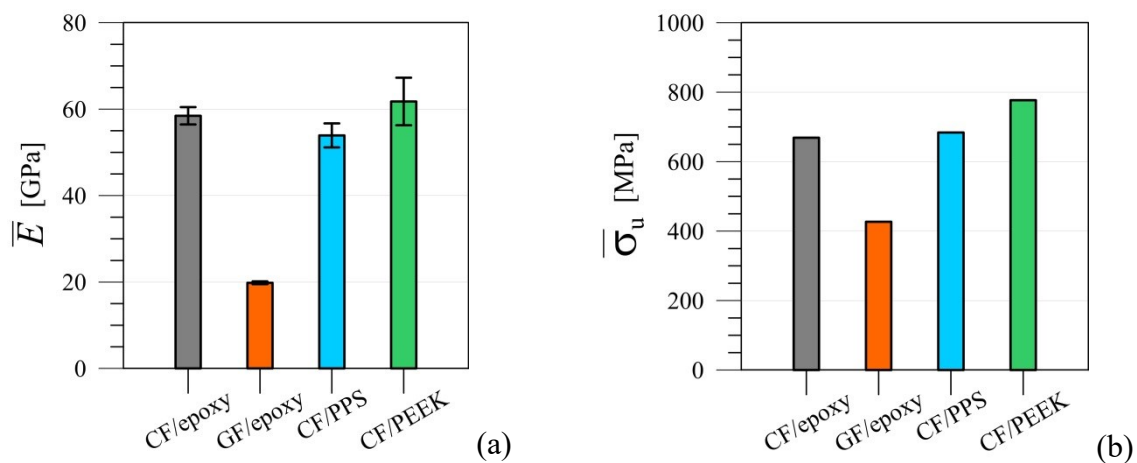 80
60
40
20
0
E̅ [GPa]
CF/epoxy
GF/epoxy
CF/PPS
CF/PEEK
(a)
1000
800
600
400
200
0
σ̅u [MPa]
CF/epoxy
GF/epoxy
CF/PPS
CF/PEEK
(b)